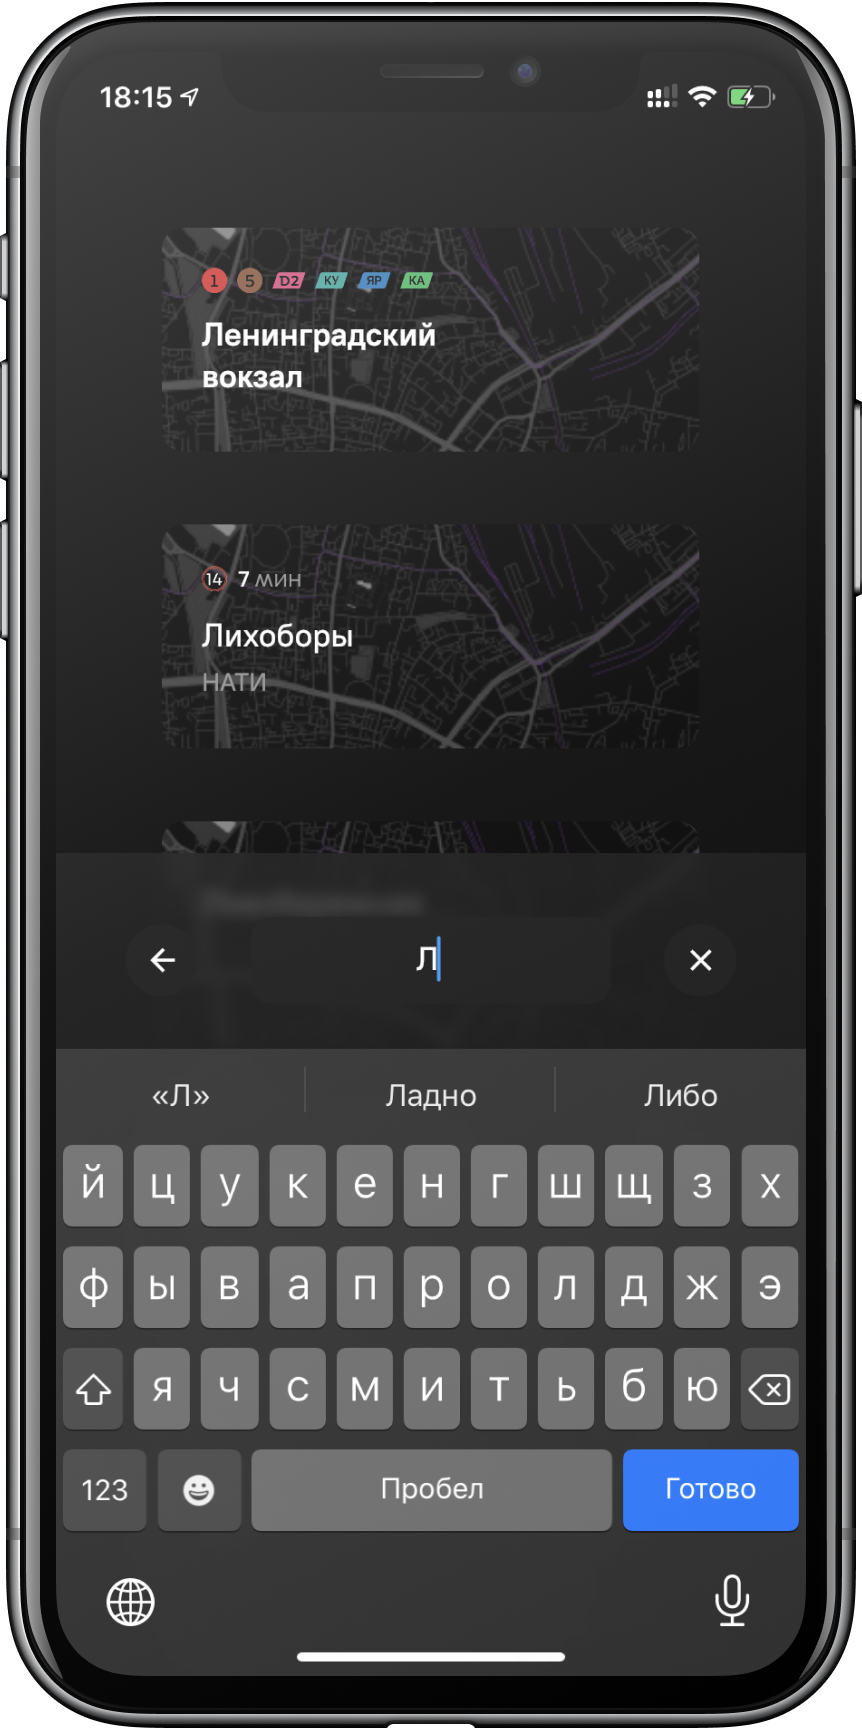 18:15
1 5 D2 КУ ЯР КА
Ленинградский
вокзал
14 7 мин
Лихоборы
НАТИ
Л
«Л» Ладно Либо
й ц у к е н г ш щ з х
ф ы в а п р о л д ж э
я ч с м и т ь б ю
123 Пробел Готово